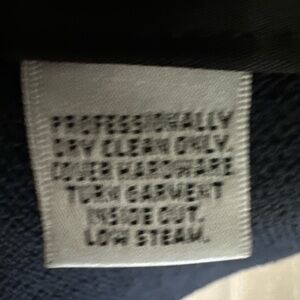 PROFESSIONALLY
DRY CLEAN ONLY.
COVER HARDWARE
TURN GARMENT
INSIDE OUT.
LOW STEAM.